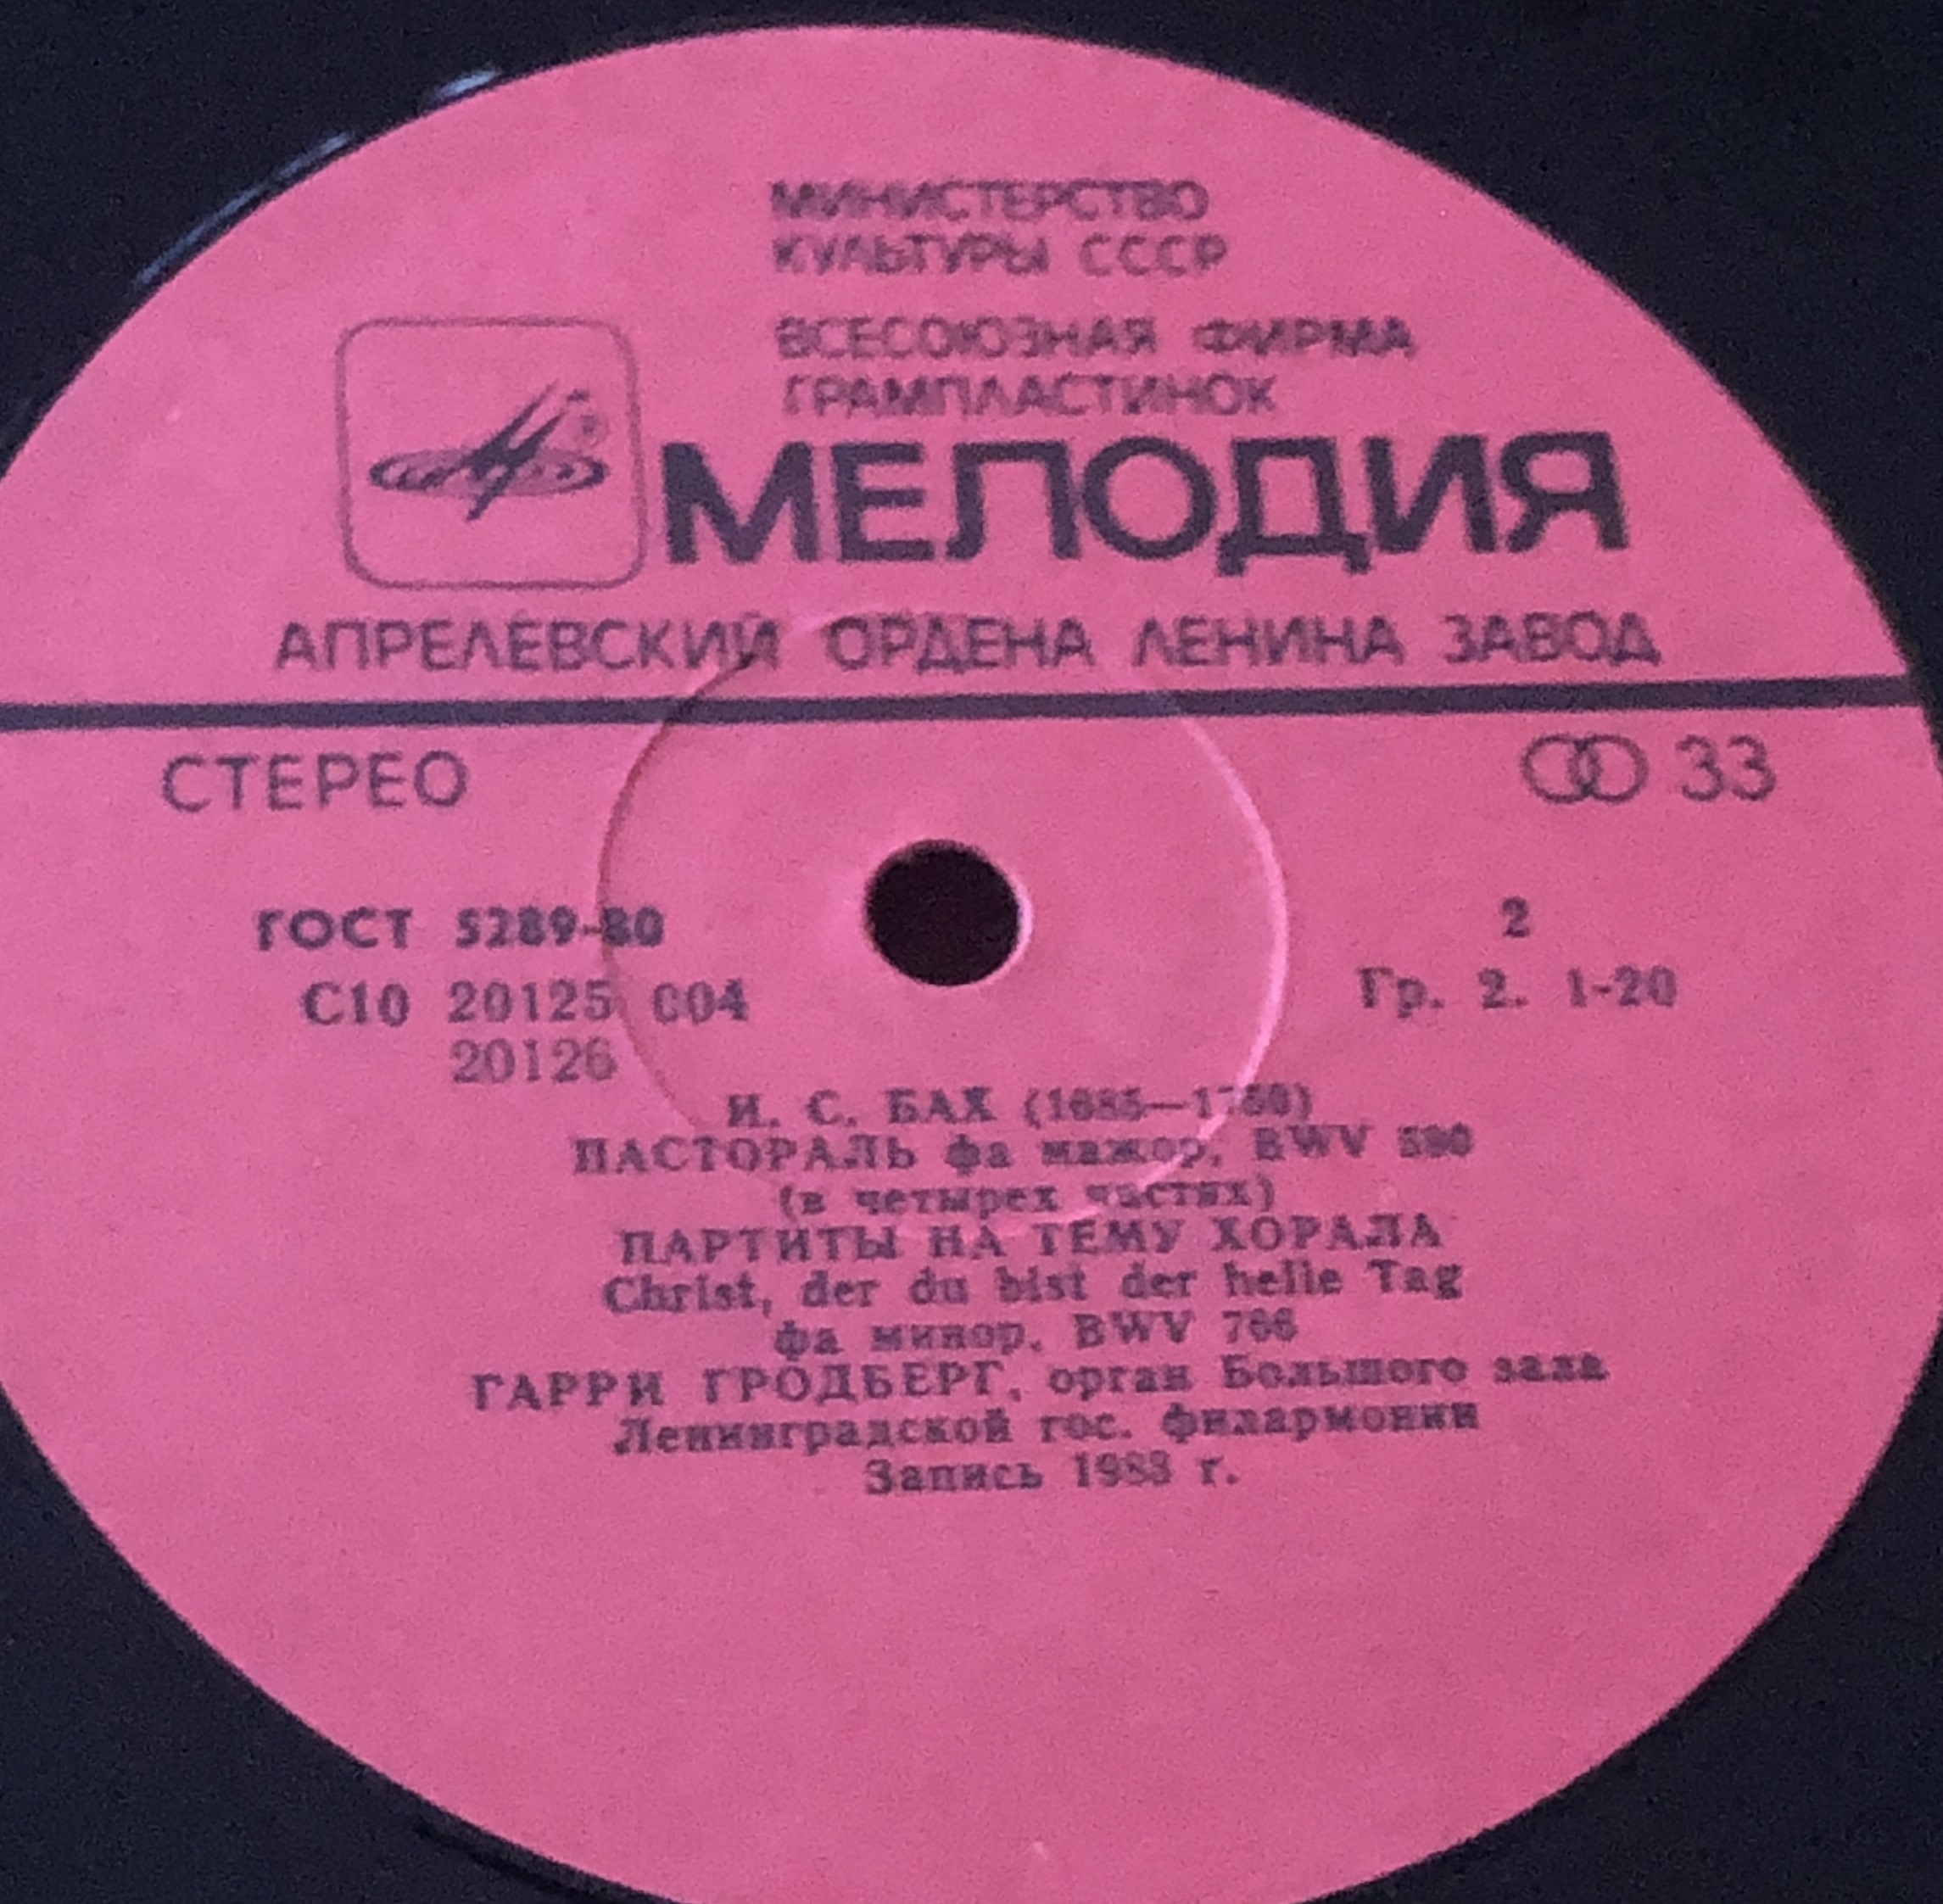 МИНИСТЕРСТВО
КУЛЬТУРЫ СССР
ВСЕСОЮЗНАЯ ФИРМА
ГРАМПЛАСТИНОК
МЕЛОДИЯ
АПРЕЛЕВСКИЙ ОРДЕНА ЛЕНИНА ЗАВОД
СТЕРЕО
33
ГОСТ 5289-80
2
С10 20125 004
Гр. 2. 1-20
20126
И. С. БАХ (1685—1750)
ПАСТОРАЛЬ фа мажор, BWV 590
(в четырех частях)
ПАРТИТЫ НА ТЕМУ ХОРАЛА
Christ, der du bist der helle Tag
фа минор, BWV 766
ГАРРИ ГРОДБЕРГ, орган Большого зала
Ленинградской гос. филармонии
Запись 1983 г.